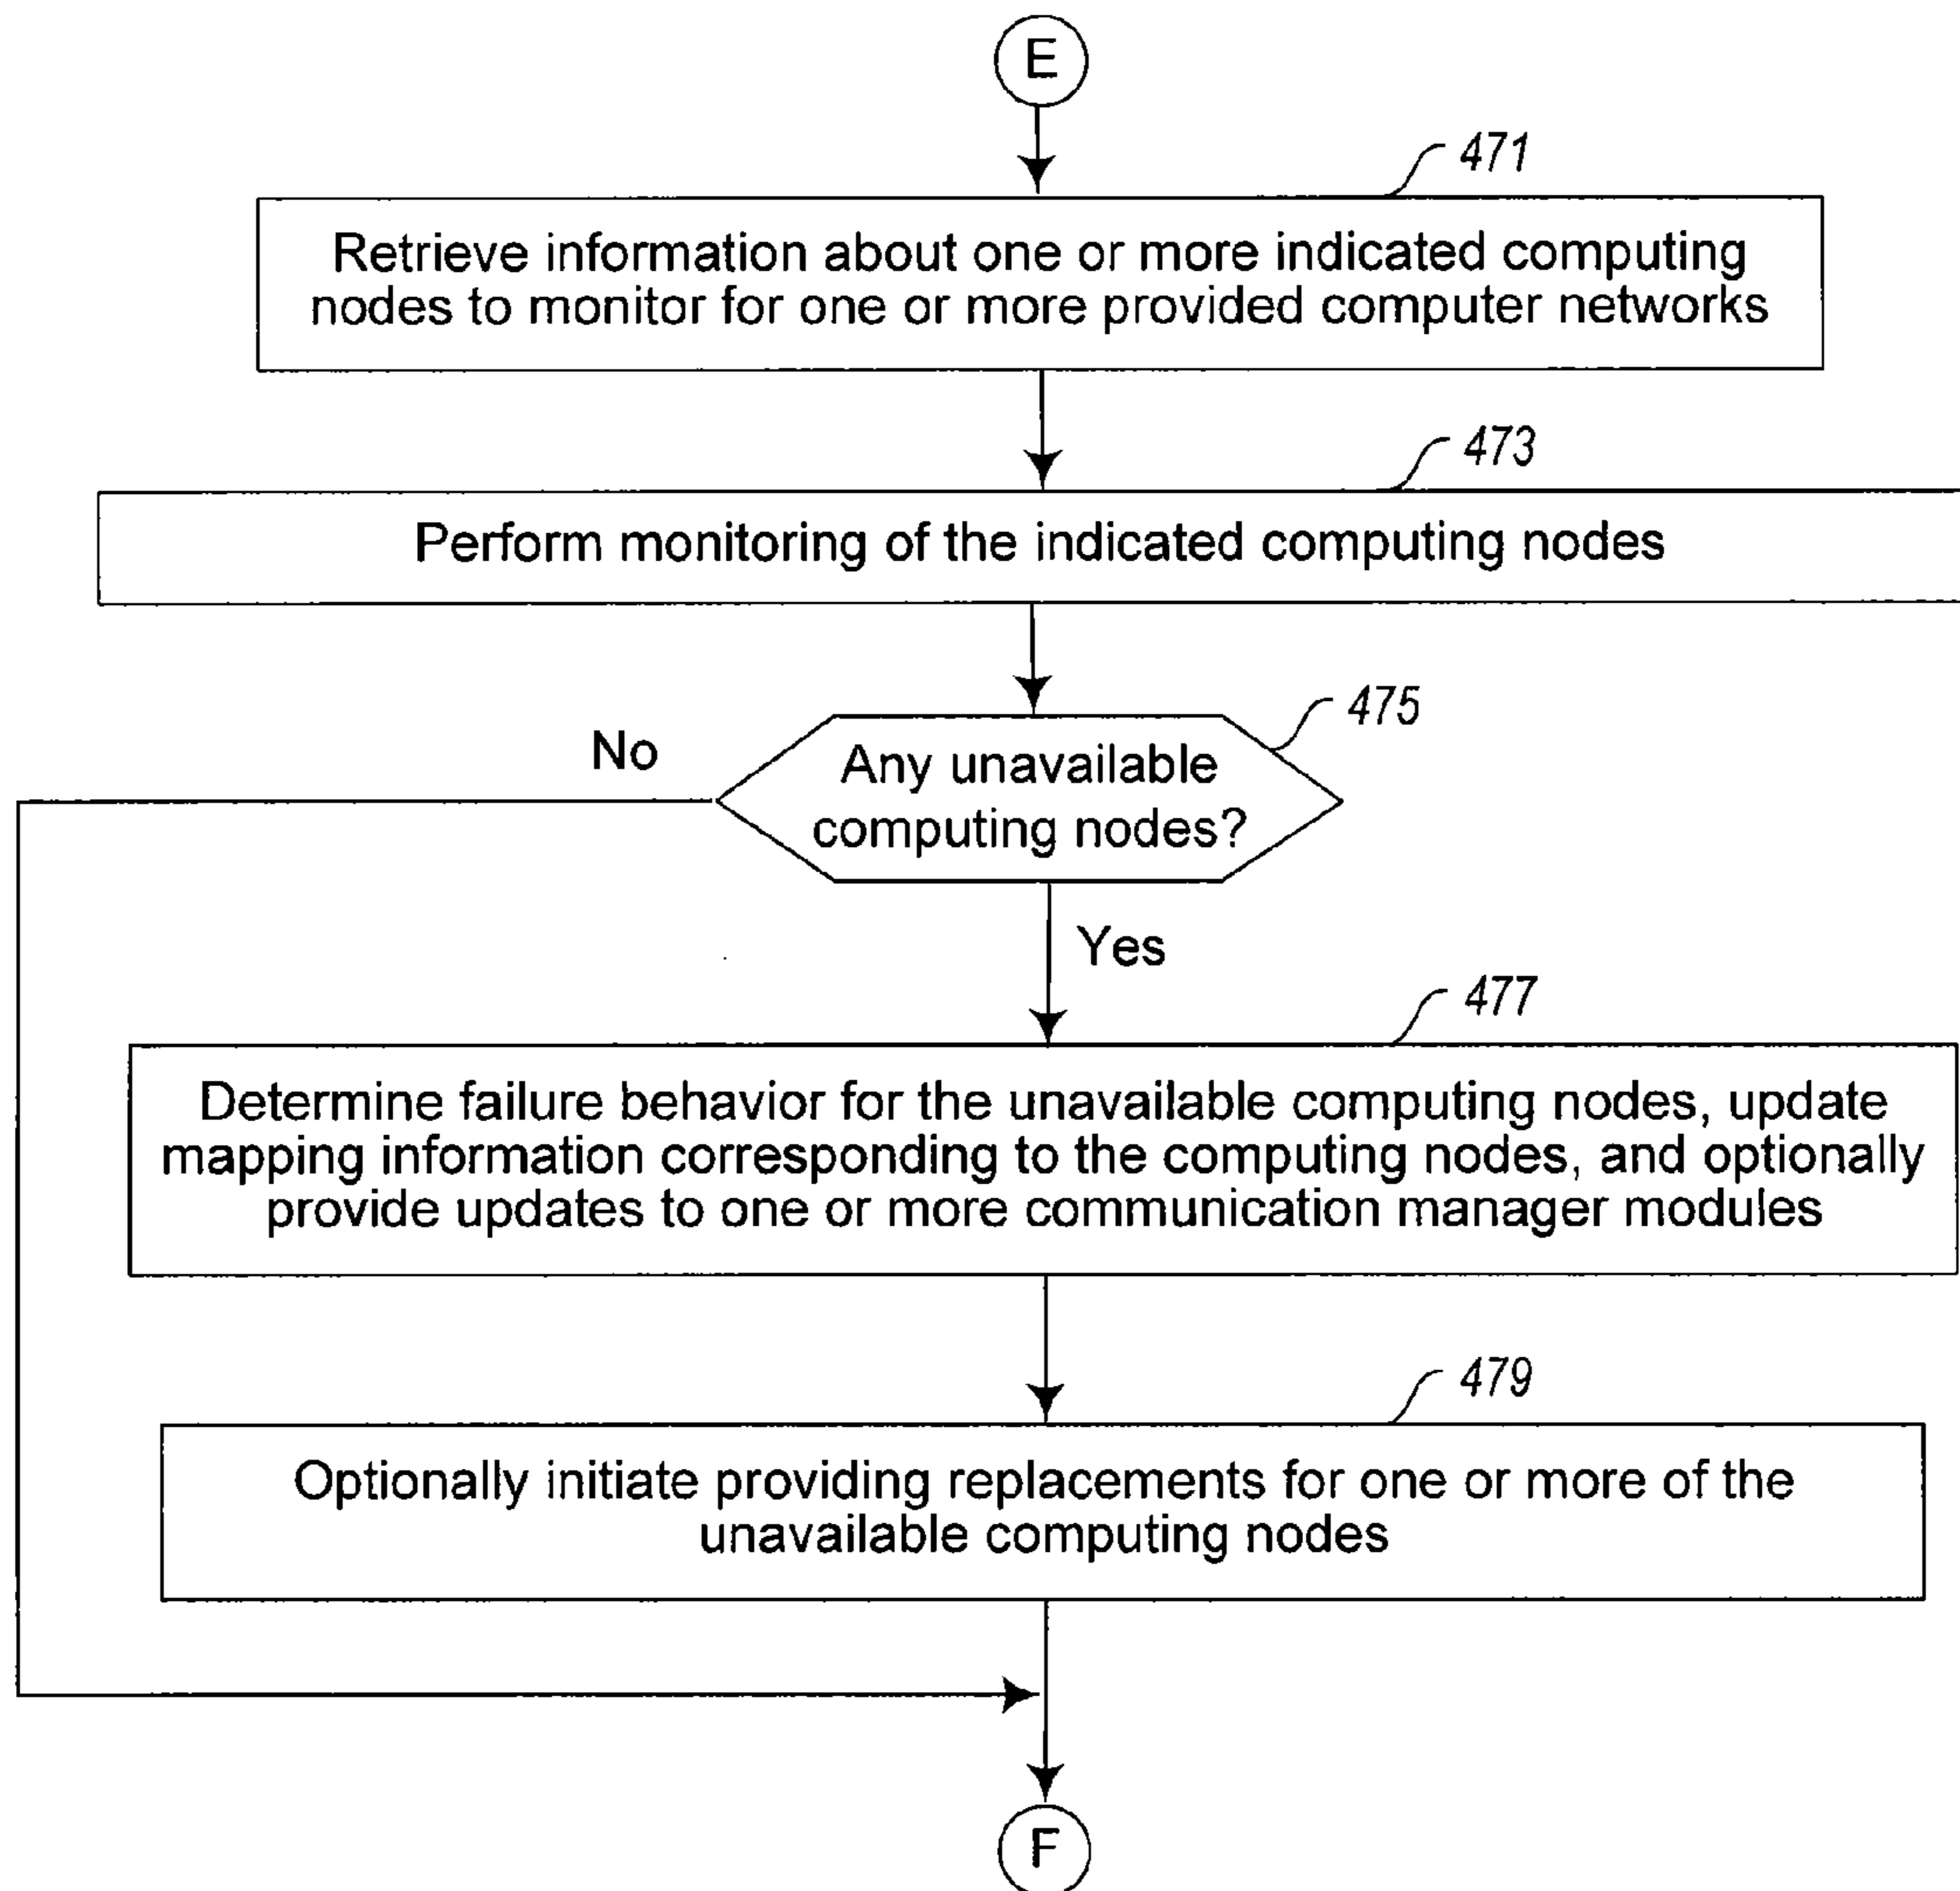 E
471
Retrieve information about one or more indicated computing
nodes to monitor for one or more provided computer networks
473
Perform monitoring of the indicated computing nodes
475
No
Any unavailable
computing nodes?
Yes
477
Determine failure behavior for the unavailable computing nodes, update
mapping information corresponding to the computing nodes, and optionally
provide updates to one or more communication manager modules
479
Optionally initiate providing replacements for one or more of the
unavailable computing nodes
F